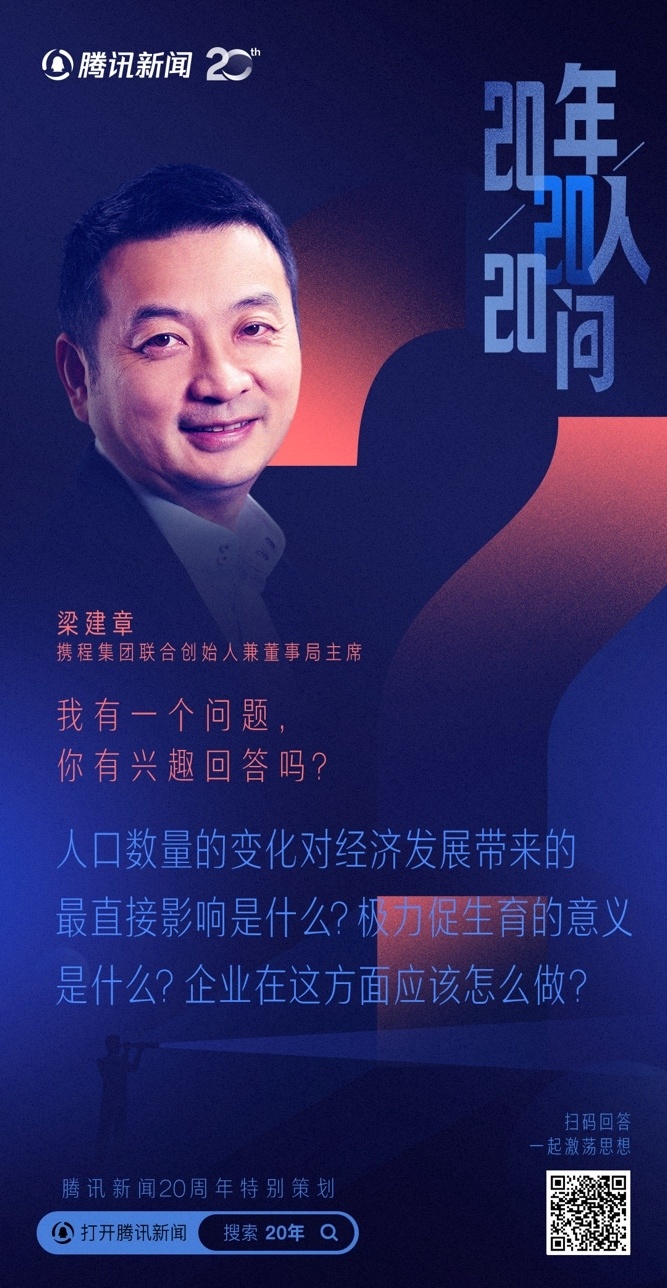 腾讯新闻 20th
20年
20人
20问
梁建章
携程集团联合创始人兼董事局主席
我有一个问题，
你有兴趣回答吗？
人口数量的变化对经济发展带来的
最直接影响是什么？极力促生育的意义
是什么？企业在这方面应该怎么做？
扫码回答
一起激荡思想
腾讯新闻20周年特别策划
打开腾讯新闻 搜索 20年